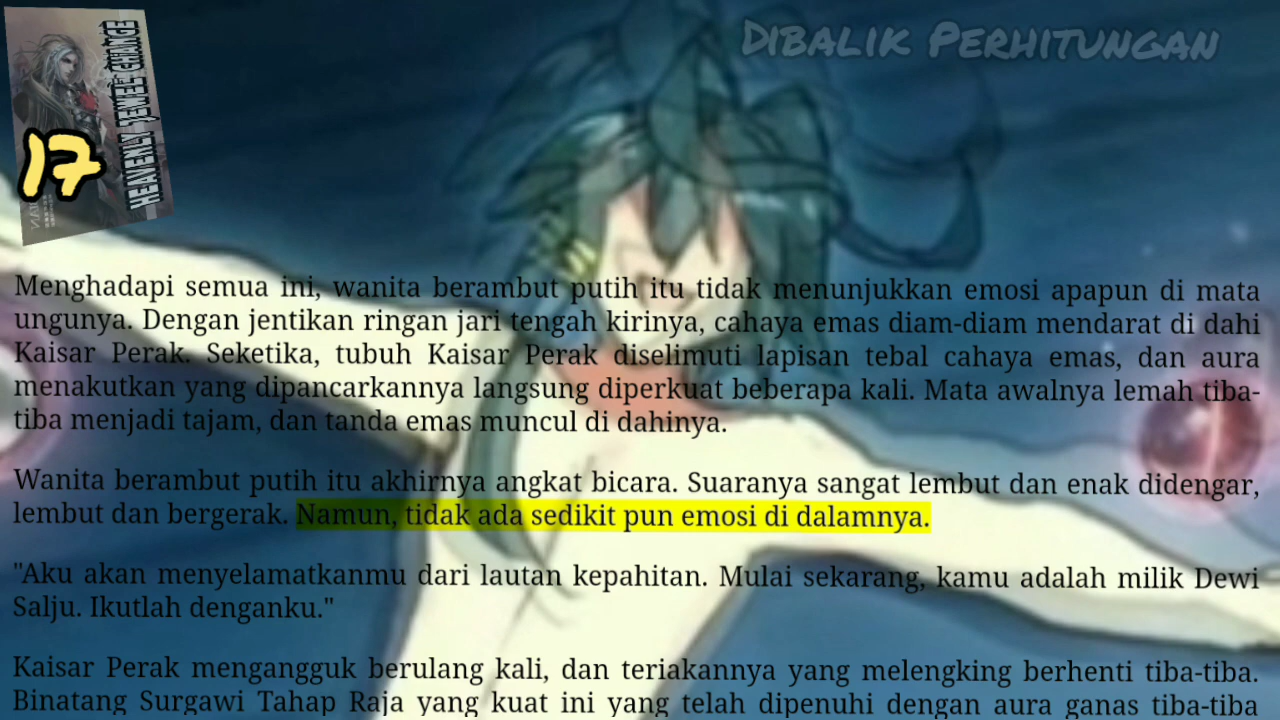 DIBALIK PERHITUNGAN
HEAVENLY JEWEL CHANGE
17
Menghadapi semua ini, wanita berambut putih itu tidak menunjukkan emosi apapun di mata
ungunya. Dengan jentikan ringan jari tengah kirinya, cahaya emas diam-diam mendarat di dahi
Kaisar Perak. Seketika, tubuh Kaisar Perak diselimuti lapisan tebal cahaya emas, dan aura
menakutkan yang dipancarkannya langsung diperkuat beberapa kali. Mata awalnya lemah tiba-
tiba menjadi tajam, dan tanda emas muncul di dahinya.
Wanita berambut putih itu akhirnya angkat bicara. Suaranya sangat lembut dan enak didengar,
lembut dan bergerak. Namun, tidak ada sedikit pun emosi di dalamnya.
"Aku akan menyelamatkanmu dari lautan kepahitan. Mulai sekarang, kamu adalah milik Dewi
Salju. Ikutlah denganku."
Kaisar Perak mengangguk berulang kali, dan teriakannya yang melengking berhenti tiba-tiba.
Binatang Surgawi Tahap Raja yang kuat ini yang telah dipenuhi dengan aura ganas tiba-tiba